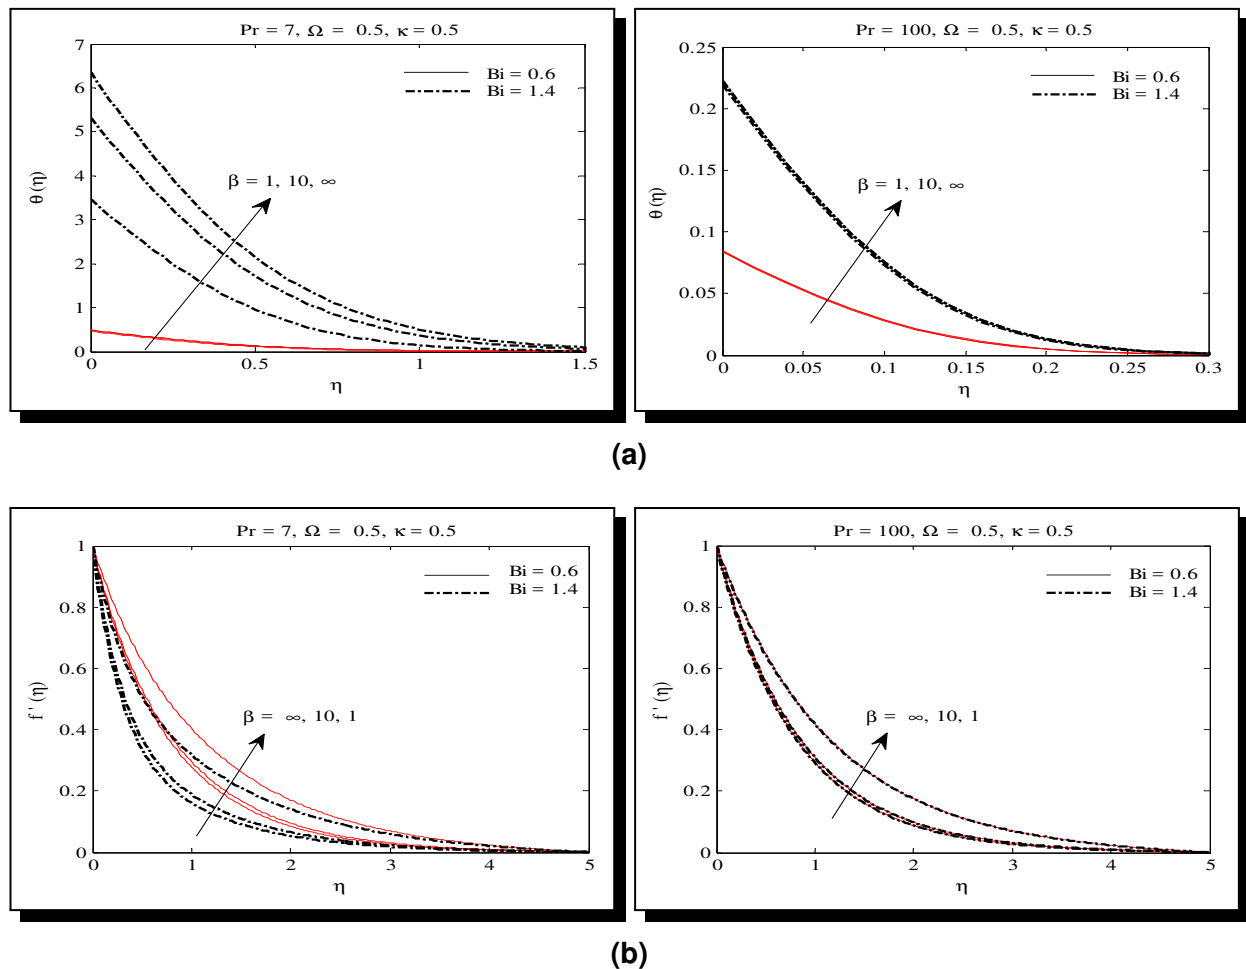 Pr = 7, Ω = 0.5, κ = 0.5
7
6
5
4
3
2
1
0
θ (η)
Bi = 0.6
Bi = 1.4
β = 1, 10, ∞
0 0.5 1 1.5
η
Pr = 100, Ω = 0.5, κ = 0.5
0.25
0.2
0.15
0.1
0.05
0
θ (η)
Bi = 0.6
Bi = 1.4
β = 1, 10, ∞
0 0.05 0.1 0.15 0.2 0.25 0.3
η
(a)
Pr = 7, Ω = 0.5, κ = 0.5
1
0.8
0.6
0.4
0.2
0
f ' (η)
Bi = 0.6
Bi = 1.4
β = ∞, 10, 1
0 1 2 3 4 5
η
Pr = 100, Ω = 0.5, κ = 0.5
1
0.8
0.6
0.4
0.2
0
f ' (η)
Bi = 0.6
Bi = 1.4
β = ∞, 10, 1
0 1 2 3 4 5
η
(b)